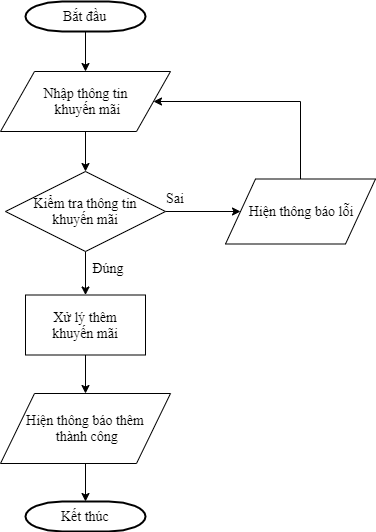 Bắt đầu
Nhập thông tin
khuyến mãi
Kiểm tra thông tin
khuyến mãi
Sai
Hiện thông báo lỗi
Đúng
Xử lý thêm
khuyến mãi
Hiện thông báo thêm
thành công
Kết thúc